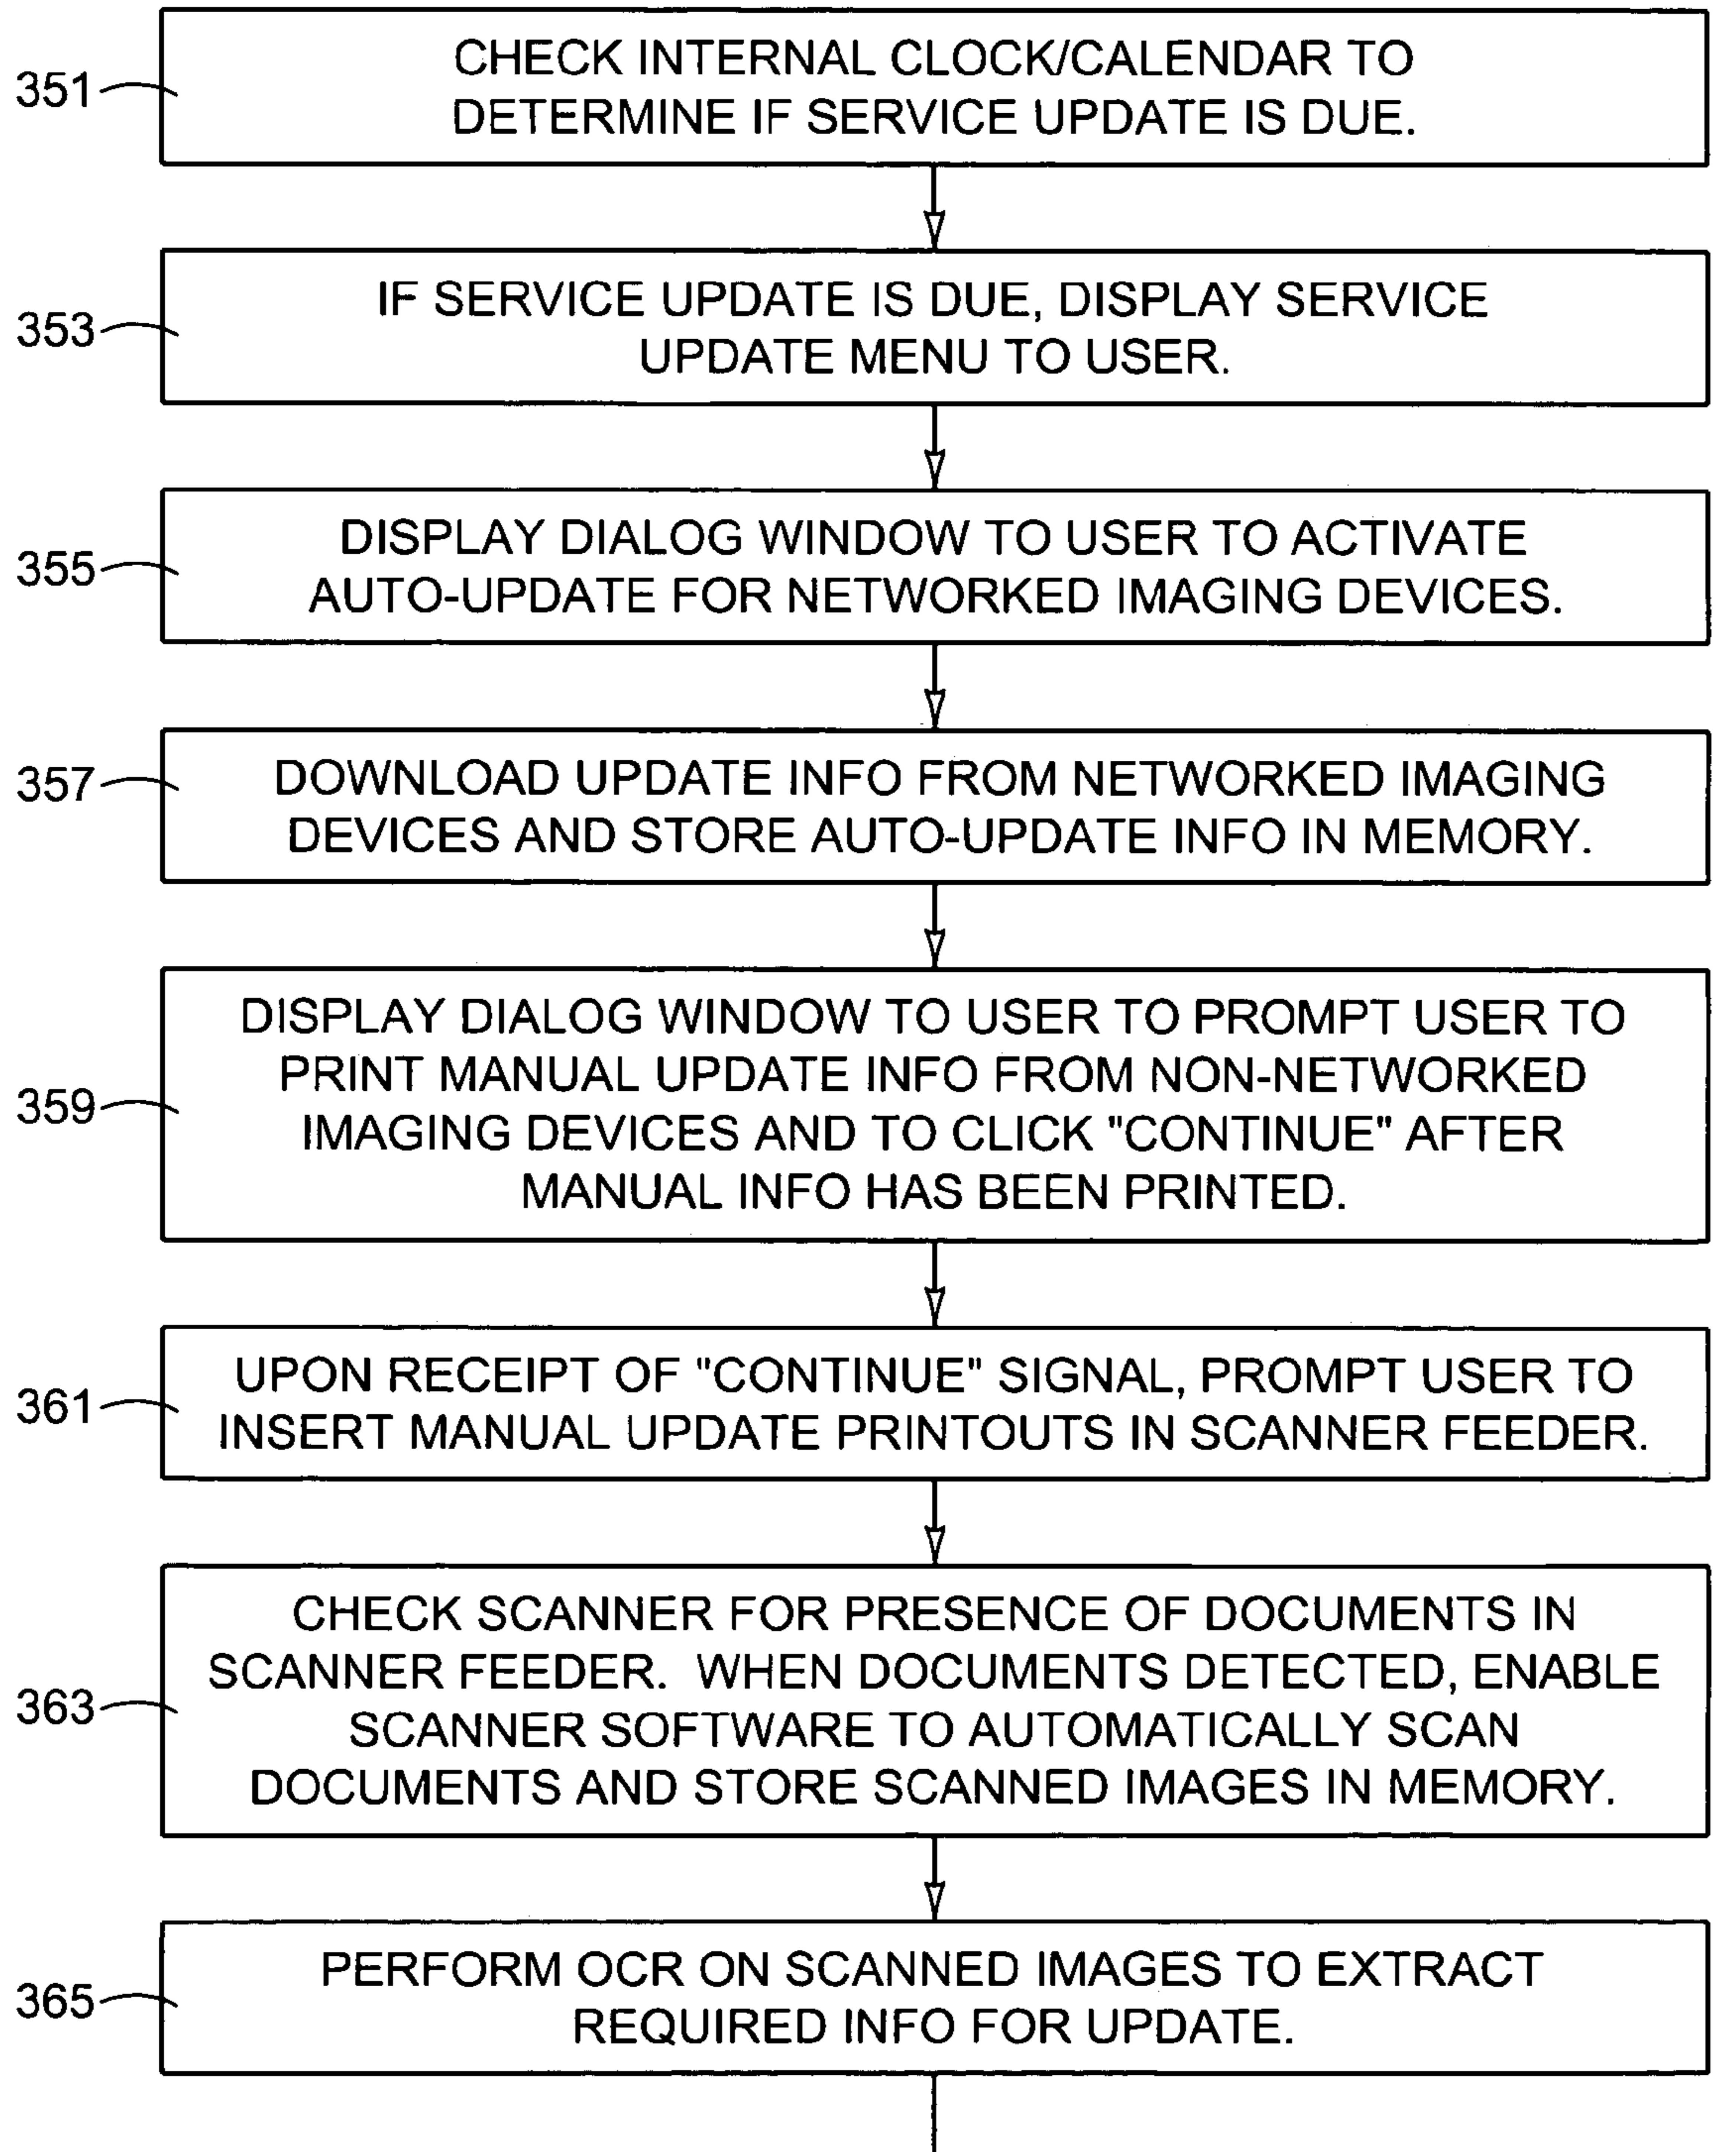 CHECK INTERNAL CLOCK/CALENDAR TO
351
DETERMINE IF SERVICE UPDATE IS DUE.
IF SERVICE UPDATE IS DUE, DISPLAY SERVICE
353
UPDATE MENU TO USER.
DISPLAY DIALOG WINDOW TO USER TO ACTIVATE
355
AUTO-UPDATE FOR NETWORKED IMAGING DEVICES.
DOWNLOAD UPDATE INFO FROM NETWORKED IMAGING
357
DEVICES AND STORE AUTO-UPDATE INFO IN MEMORY.
DISPLAY DIALOG WINDOW TO USER TO PROMPT USER TO
PRINT MANUAL UPDATE INFO FROM NON-NETWORKED
359
IMAGING DEVICES AND TO CLICK "CONTINUE" AFTER
MANUAL INFO HAS BEEN PRINTED.
UPON RECEIPT OF "CONTINUE" SIGNAL, PROMPT USER TO
361
INSERT MANUAL UPDATE PRINTOUTS IN SCANNER FEEDER.
CHECK SCANNER FOR PRESENCE OF DOCUMENTS IN
SCANNER FEEDER. WHEN DOCUMENTS DETECTED, ENABLE
363
SCANNER SOFTWARE TO AUTOMATICALLY SCAN
DOCUMENTS AND STORE SCANNED IMAGES IN MEMORY.
PERFORM OCR ON SCANNED IMAGES TO EXTRACT
365
REQUIRED INFO FOR UPDATE.